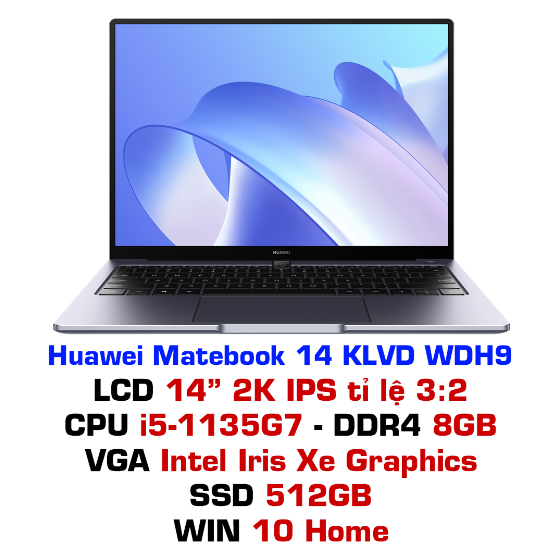 HUAWEI
Huawei Matebook 14 KLVD WDH9
LCD 14” 2K IPS tỉ lệ 3:2
CPU i5-1135G7 - DDR4 8GB
VGA Intel Iris Xe Graphics
SSD 512GB
WIN 10 Home